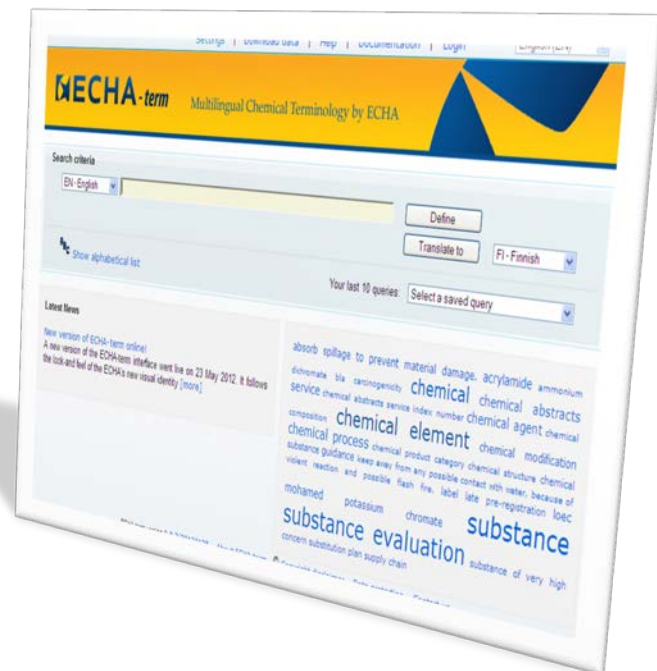 Settings | Download data | Help | Documentation | Login English (EN)
ECHA-term Multilingual Chemical Terminology by ECHA
Search criteria
EN - English
Define
Translate to FI - Finnish
Show alphabetical list
Your last 10 queries: Select a saved query
Latest News
New version of ECHA-term online!
A new version of the ECHA-term interface went live on 23 May 2012. It follows
the look-and feel of the ECHA's new visual identity [more]
absorb spillage to prevent material damage. acrylamide ammonium
dichromate bla carcinogenicity chemical chemical abstracts
service chemical abstracts service index number chemical agent chemical
composition chemical element chemical modification
chemical process chemical product category chemical structure chemical
substance guidance keep away from any possible contact with water, because of
violent reaction and possible flash fire. label late pre-registration loec
mohamed potassium chromate substance
substance evaluation substance of very high
concern substitution plan supply chain